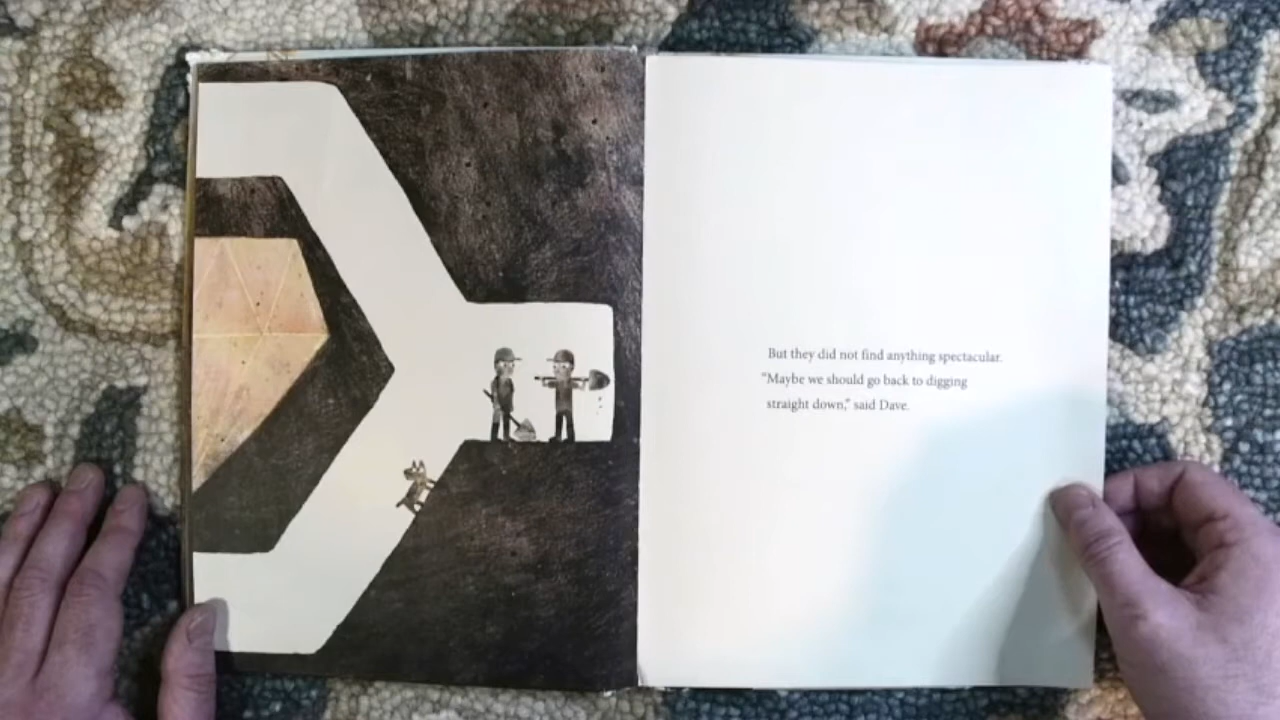 But they did not find anything spectacular.
“Maybe we should go back to digging
straight down,” said Dave.